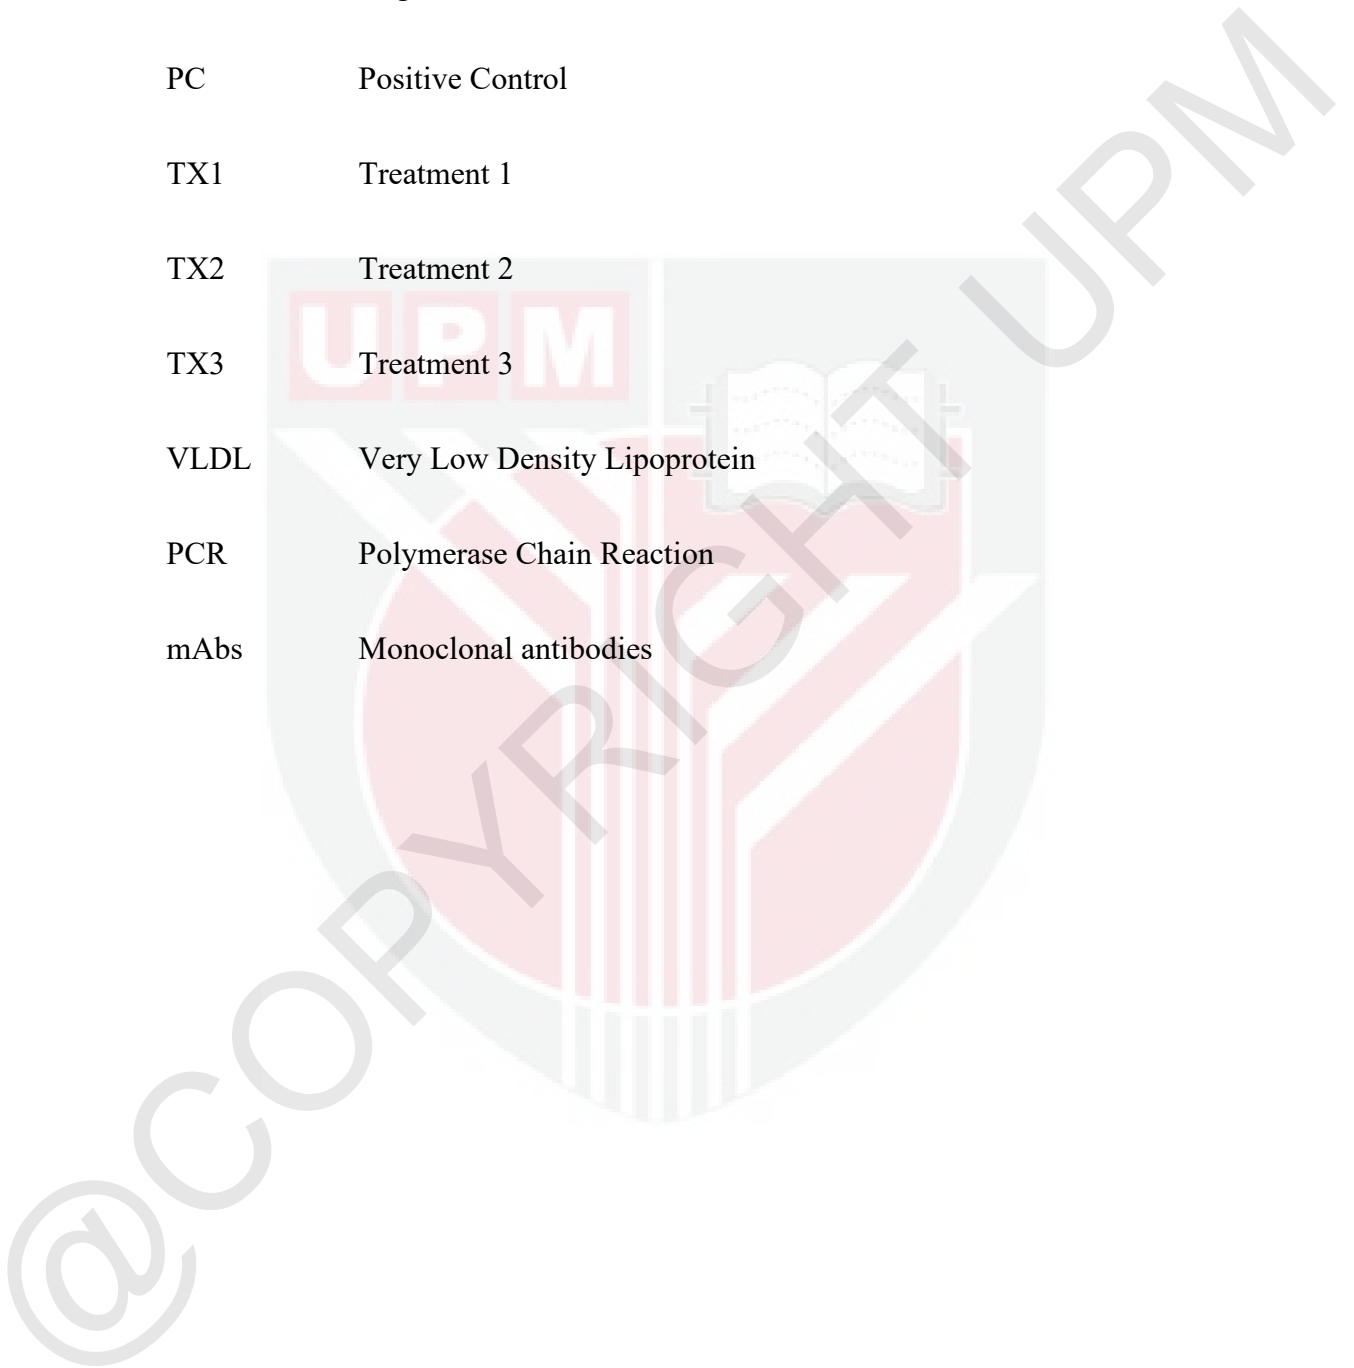 PC Positive Control
TX1 Treatment 1
TX2 Treatment 2
TX3 Treatment 3
VLDL Very Low Density Lipoprotein
PCR Polymerase Chain Reaction
mAbs Monoclonal antibodies
UPM
@COPYRIGHT UPM